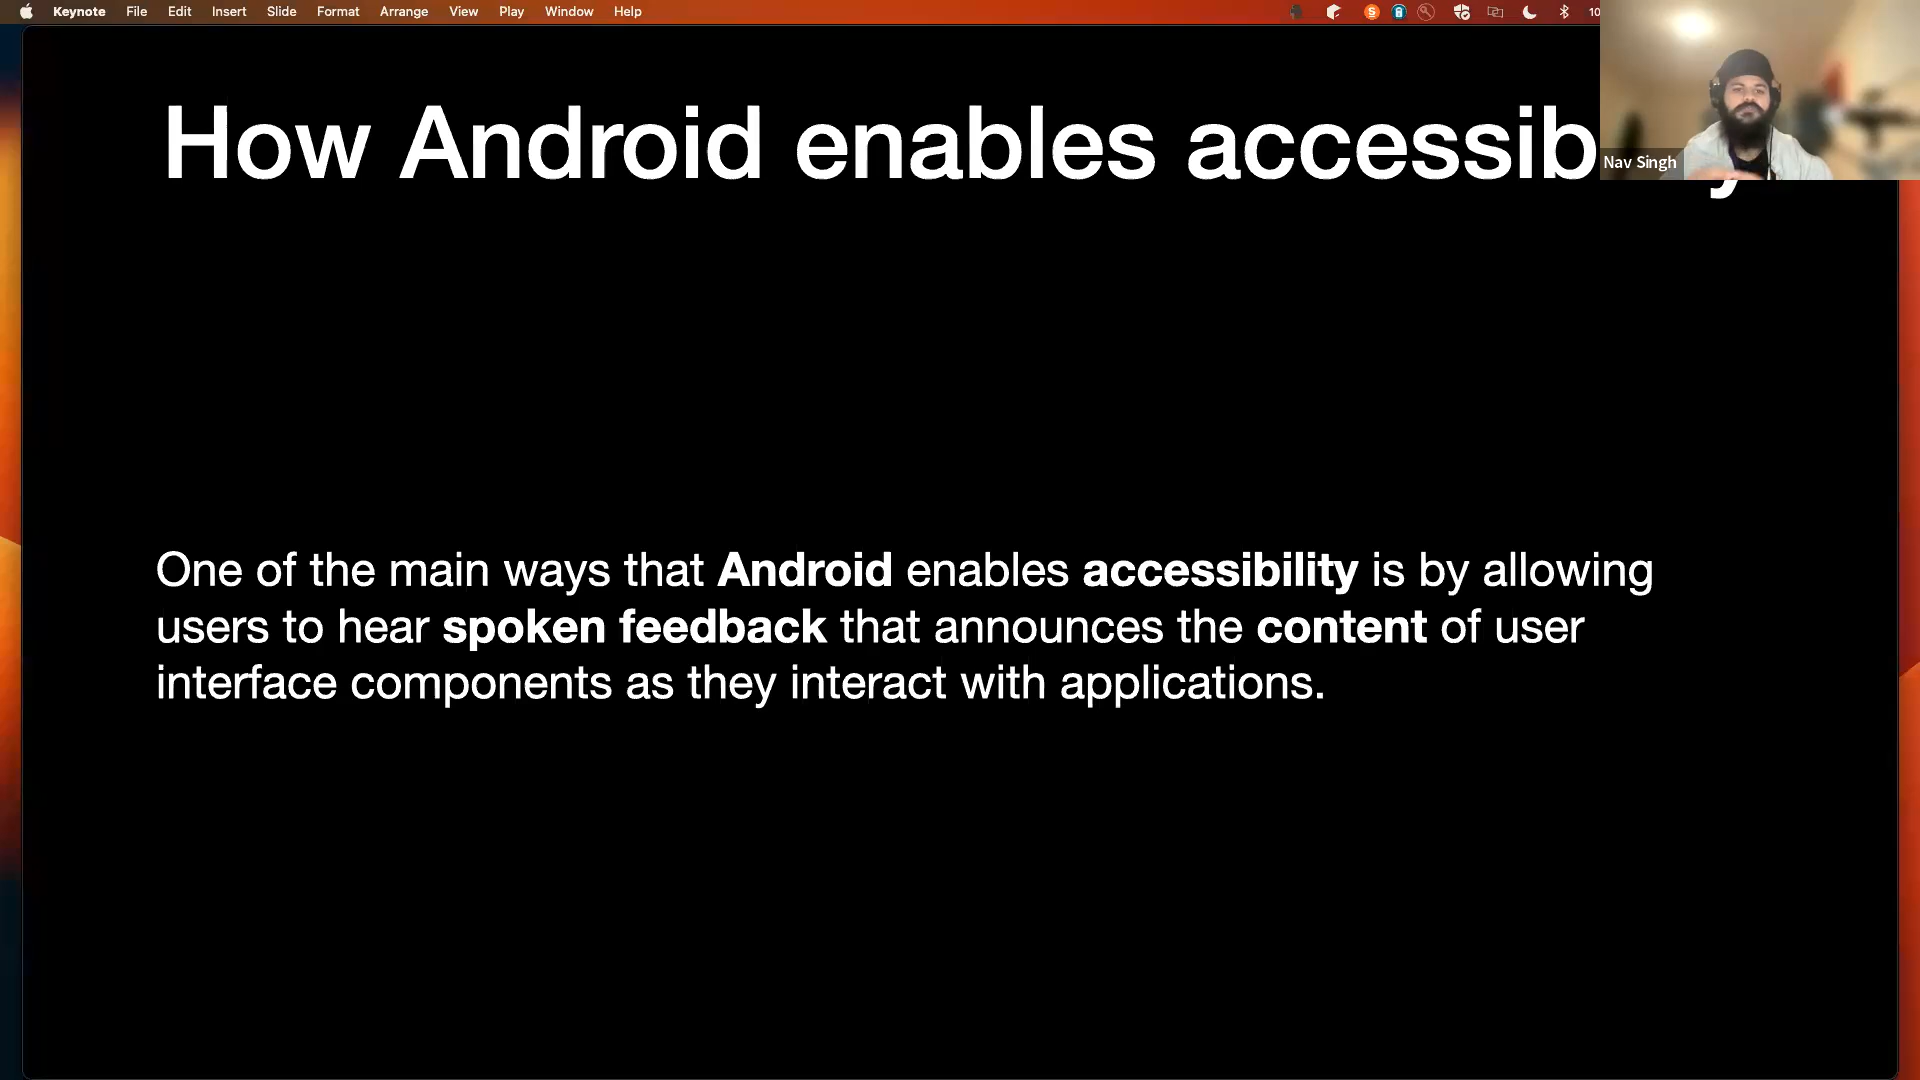 Keynote File Edit Insert Slide Format Arrange View Play Window Help 10
How Android enables accessib
Nav Singh
One of the main ways that Android enables accessibility is by allowing
users to hear spoken feedback that announces the content of user
interface components as they interact with applications.